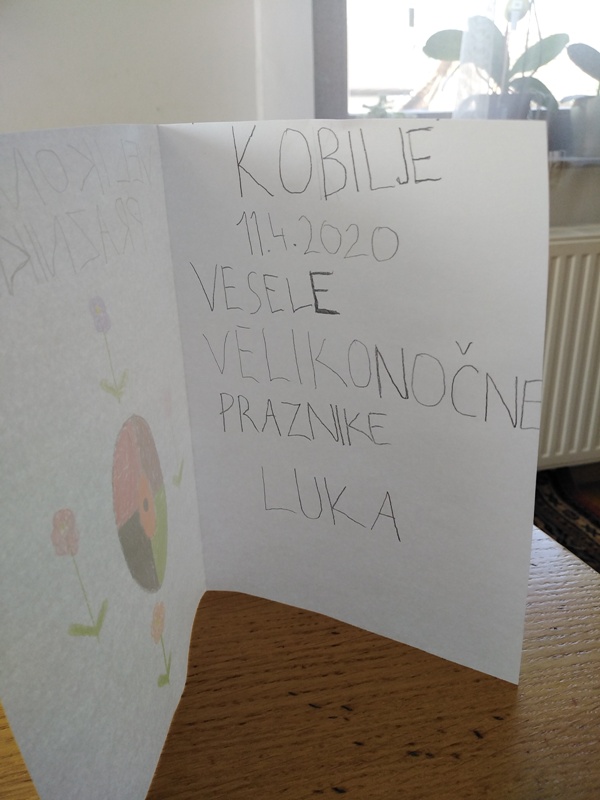 KOBILJE
11.4.2020
VESELE
VELIKONOČNE
PRAZNIKE
LUKA